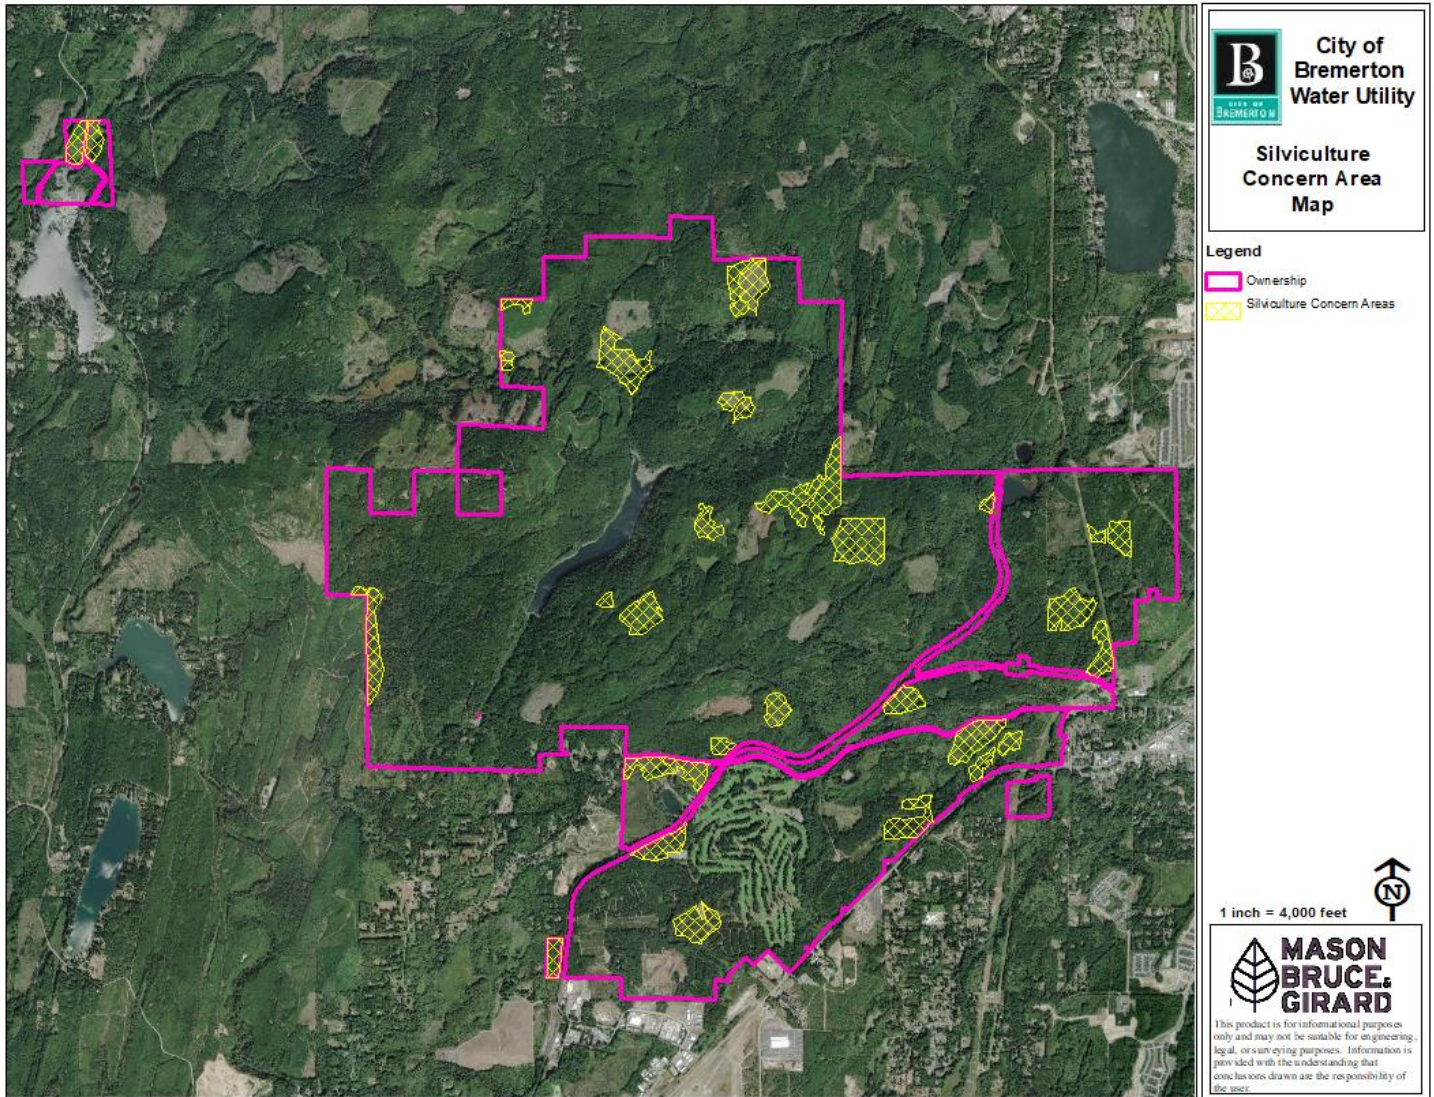 B
CITY OF
BREMERTON
City of
Bremerton
Water Utility
Silviculture
Concern Area
Map
Legend
Ownership
Silviculture Concern Areas
1 inch = 4,000 feet
N
MASON
BRUCE &
GIRARD
This product is for informational purposes
only and may not be suitable for engineering,
legal, or surveying purposes. Information is
provided with the understanding that
conclusions drawn are the responsibility of
the user.